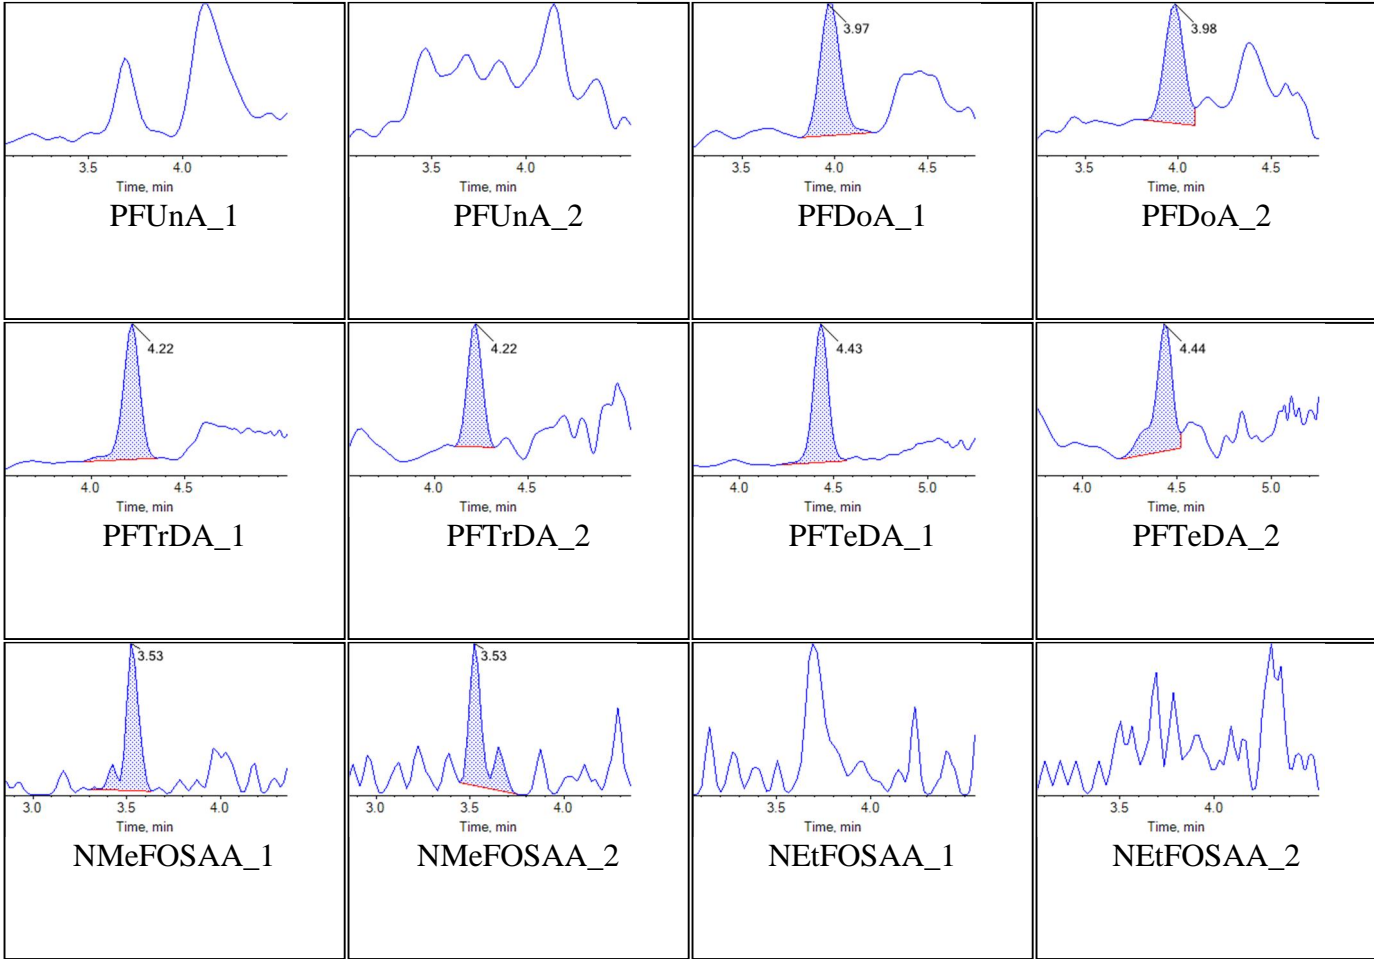 3.5 4.0
Time, min
PFUnA_1
3.5 4.0
Time, min
PFUnA_2
3.97
3.5 4.0 4.5
Time, min
PFDoA_1
3.98
3.5 4.0 4.5
Time, min
PFDoA_2
4.22
4.0 4.5
Time, min
PFTrDA_1
4.22
4.0 4.5
Time, min
PFTrDA_2
4.43
4.0 4.5 5.0
Time, min
PFTeDA_1
4.44
4.0 4.5 5.0
Time, min
PFTeDA_2
3.53
3.0 3.5 4.0
Time, min
NMeFOSAA_1
3.53
3.0 3.5 4.0
Time, min
NMeFOSAA_2
3.5 4.0
Time, min
NEtFOSAA_1
3.5 4.0
Time, min
NEtFOSAA_2